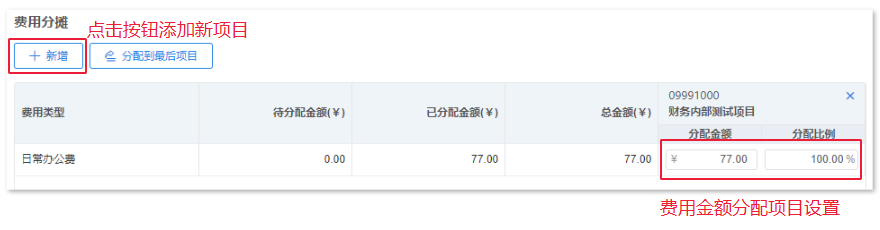 费用分摊
点击按钮添加新项目
新增 分配到最后项目
费用类型 待分配金额(¥) 已分配金额(¥) 总金额(¥) 09991000
财务内部测试项目
分配金额 分配比例
日常办公费 0.00 77.00 77.00 ¥ 77.00 100.00 %
费用金额分配项目设置